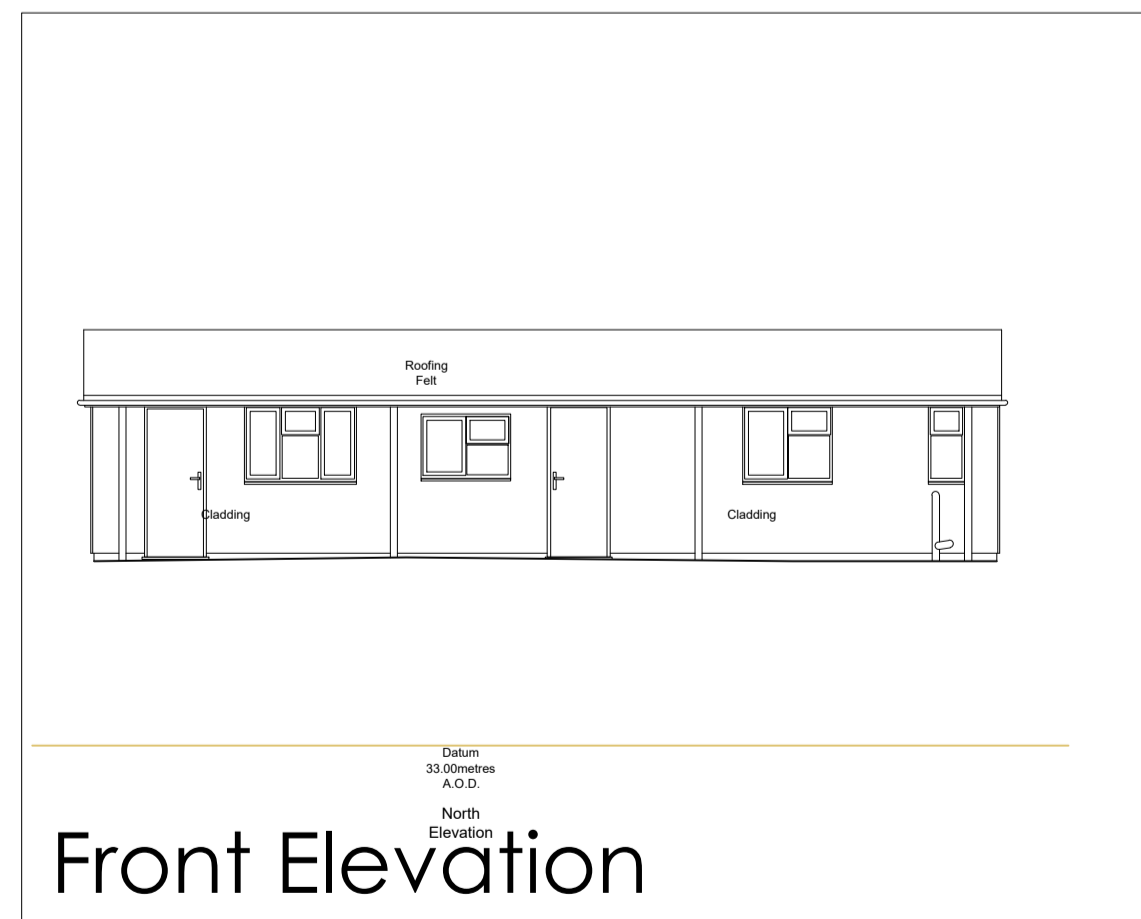 Roofing
Felt
Cladding
Cladding
Datum
33.00metres
A.O.D.
North
Elevation
Front Elevation